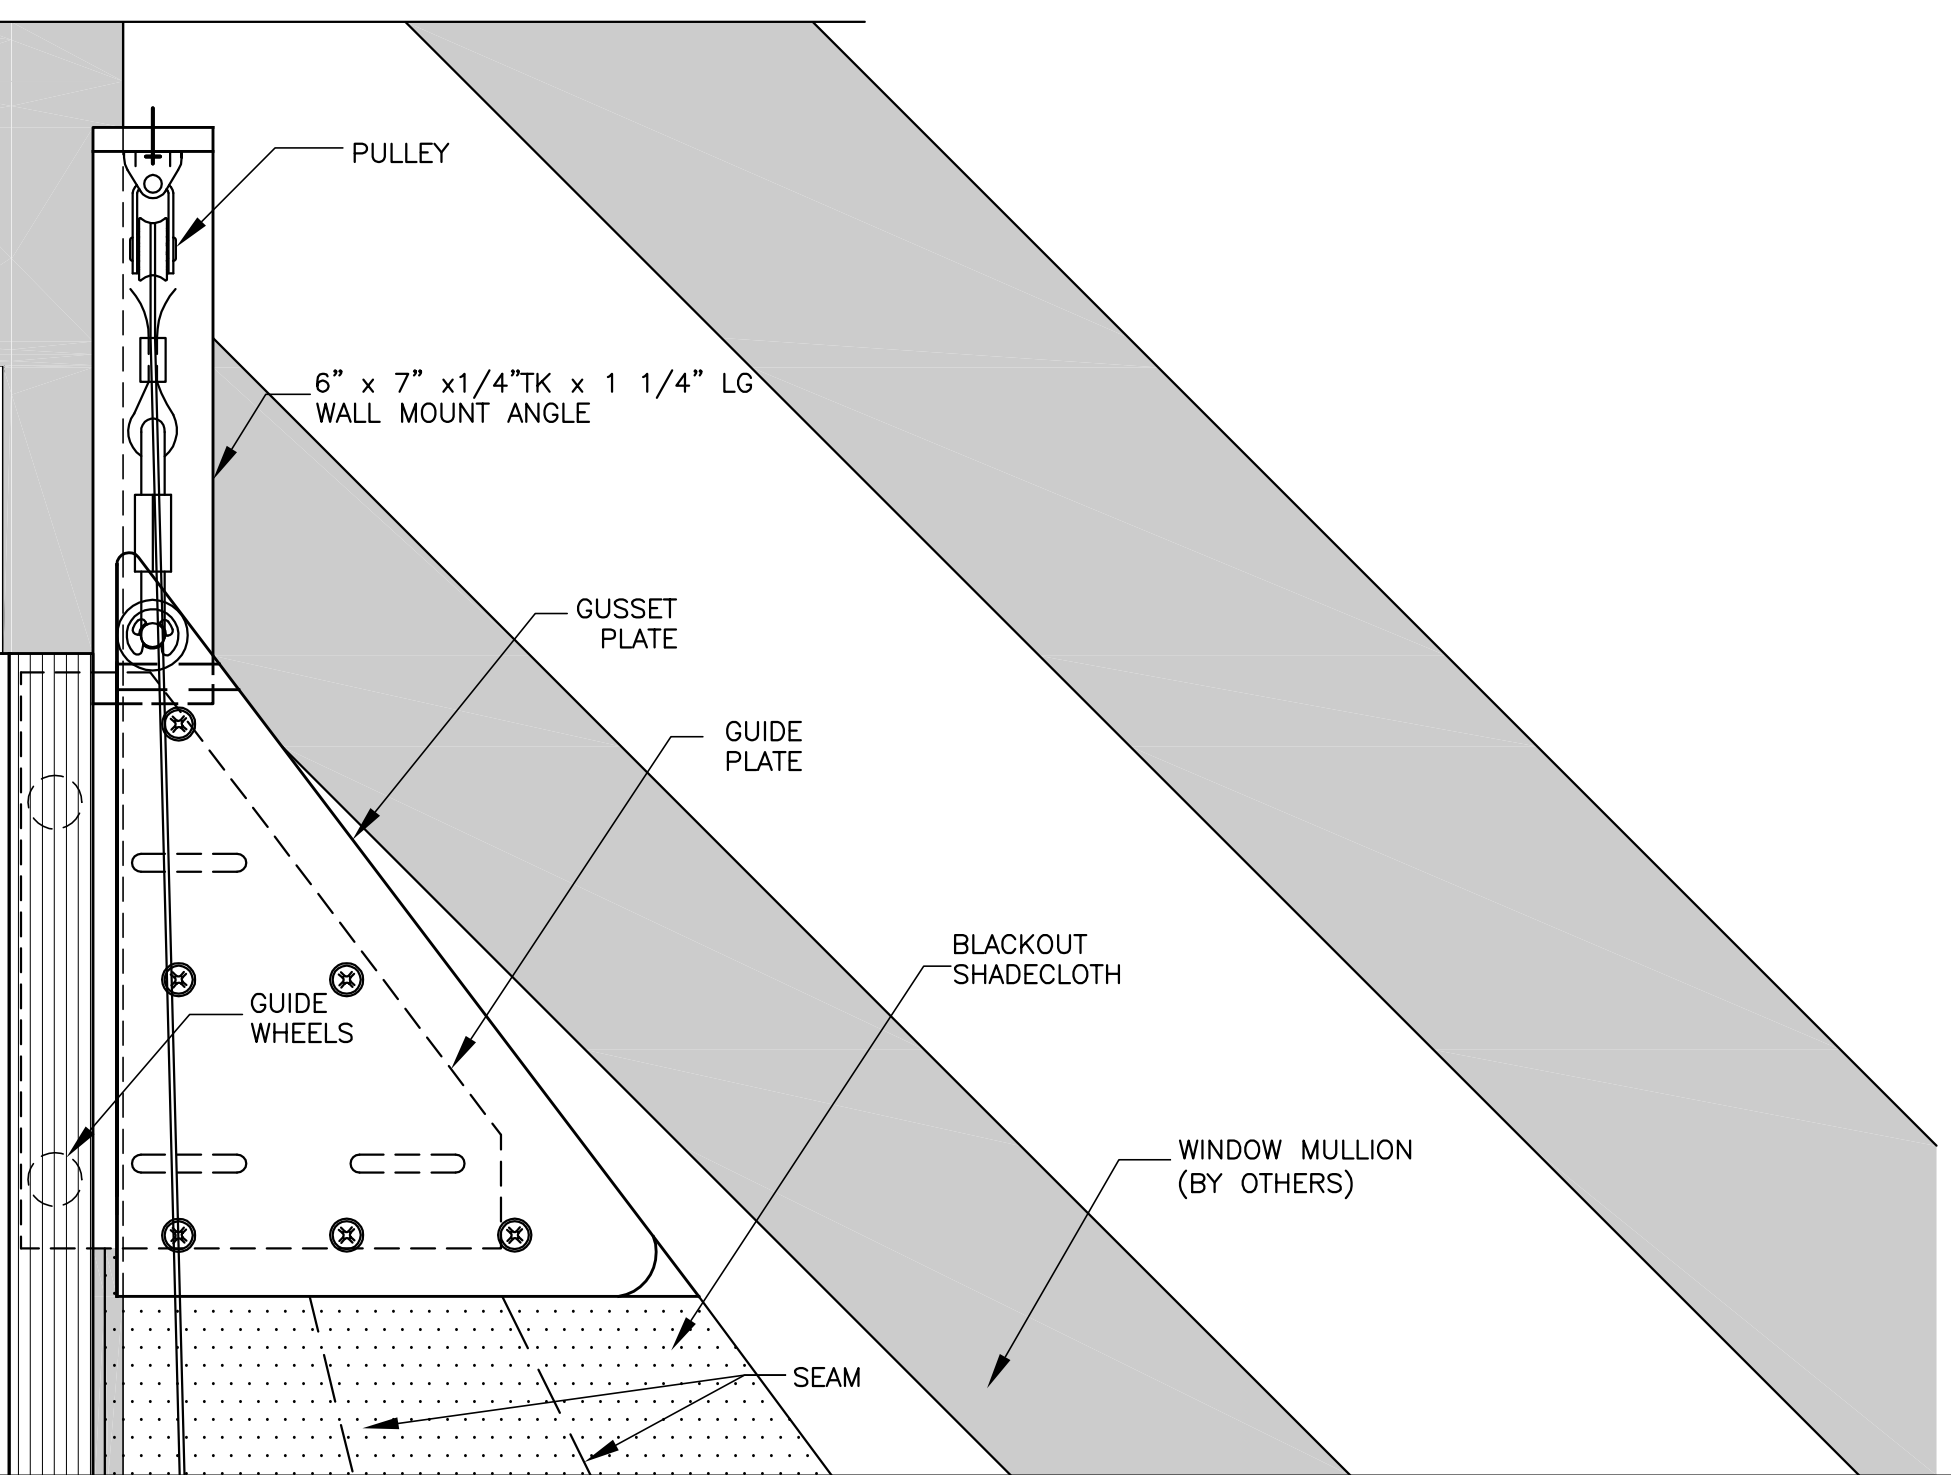 PULLEY
6” x 7” x1/4”TK x 1 1/4” LG
WALL MOUNT ANGLE
GUSSET
PLATE
GUIDE
PLATE
BLACKOUT
SHADECLOTH
GUIDE
WHEELS
WINDOW MULLION
(BY OTHERS)
SEAM